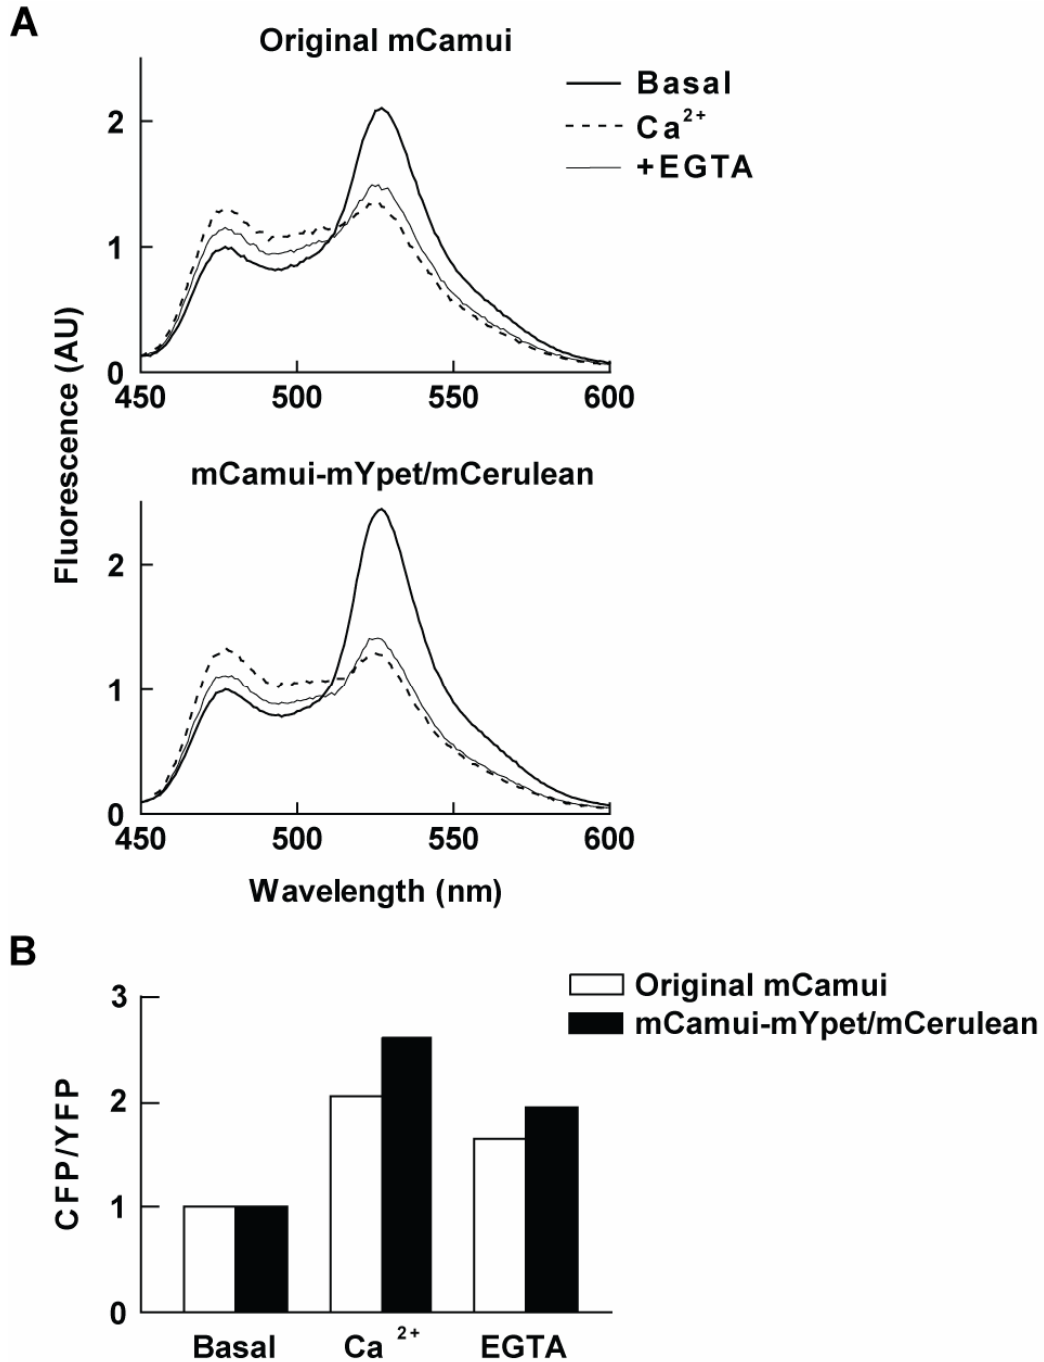 A
Original mCamui
Basal
Ca2+
+EGTA
2
1
0
450 500 550 600
mCamui-mYpet/mCerulean
Fluorescence (AU)
2
1
0
450 500 550 600
Wavelength (nm)
B
Original mCamui
mCamui-mYpet/mCerulean
CFP/YFP
3
2
1
0
Basal Ca 2+ EGTA